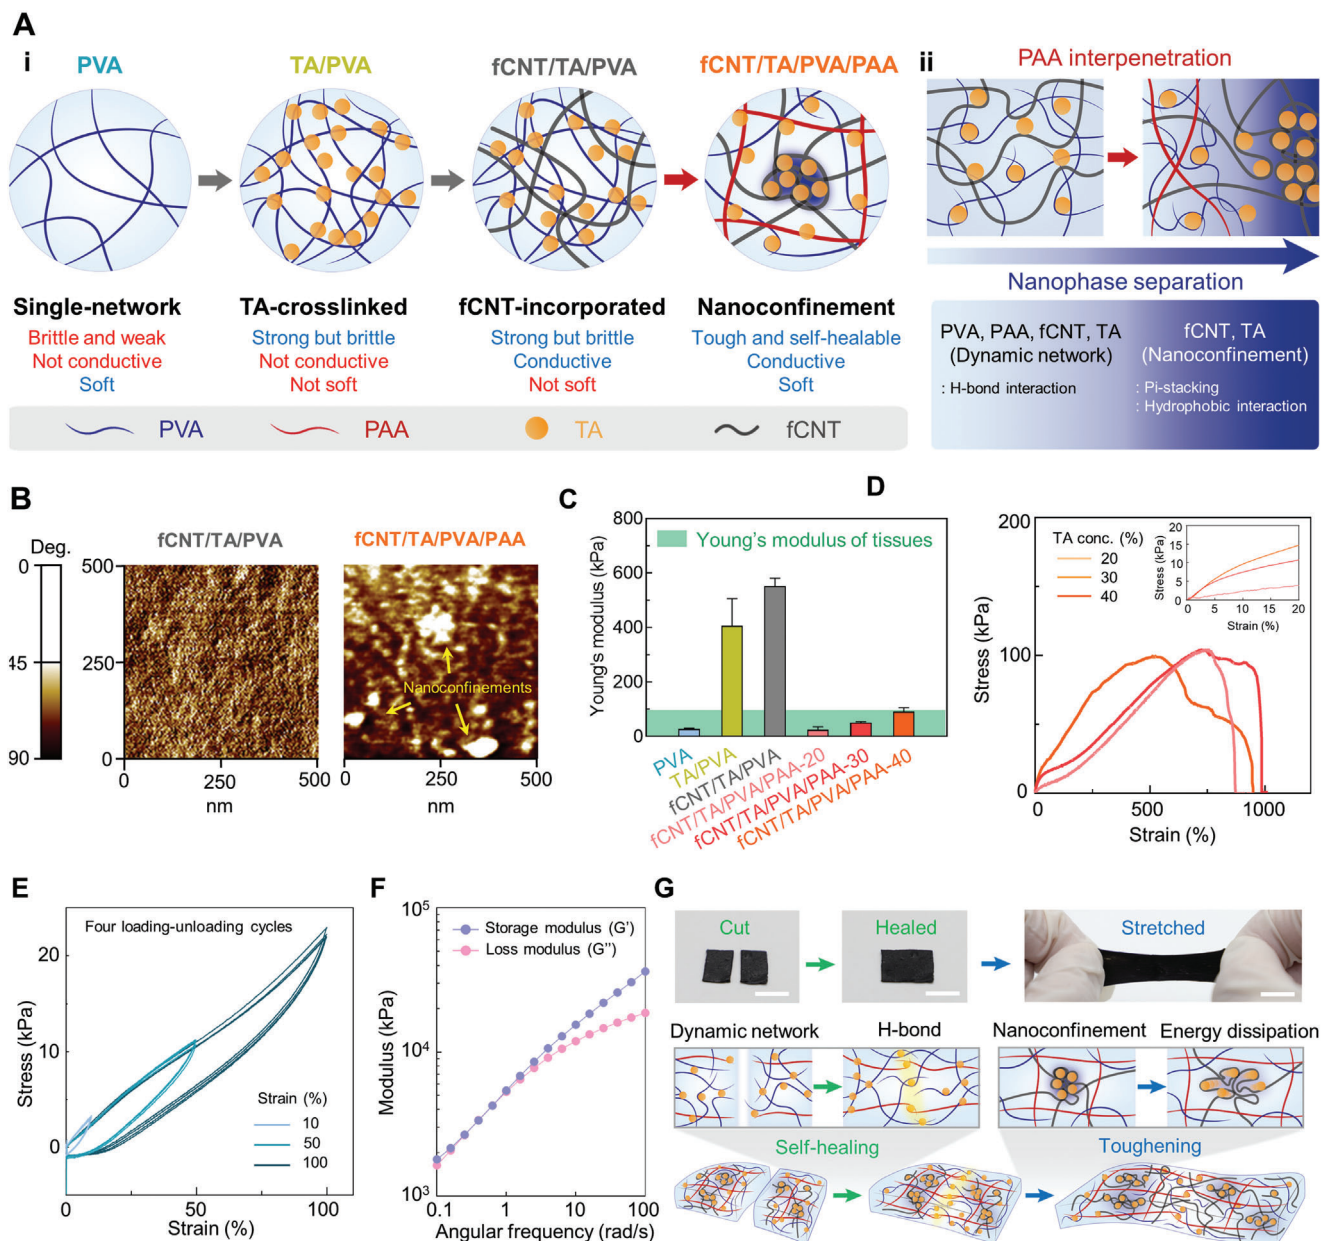 A
i
PVA
TA/PVA
fCNT/TA/PVA
fCNT/TA/PVA/PAA
Single-network
TA-crosslinked
fCNT-incorporated
Nanoconfinement
Brittle and weak
Not conductive
Soft
Strong but brittle
Not conductive
Not soft
Strong but brittle
Conductive
Not soft
Tough and self-healable
Conductive
Soft
PVA
PAA
TA
fCNT
ii
PAA interpenetration
Nanophase separation
PVA, PAA, fCNT, TA
(Dynamic network)
: H-bond interaction
fCNT, TA
(Nanoconfinement)
: Pi-stacking
: Hydrophobic interaction
B
Deg.
0
45
90
fCNT/TA/PVA
500
250
0
0
250
500
nm
fCNT/TA/PVA/PAA
Nanoconfinements
0
250
500
nm
C
Young's modulus (kPa)
800
600
400
200
0
Young's modulus of tissues
PVA
TA/PVA
fCNT/TA/PVA
fCNT/TA/PVA/PAA-20
fCNT/TA/PVA/PAA-30
fCNT/TA/PVA/PAA-40
D
Stress (kPa)
200
100
0
TA conc. (%)
20
30
40
Stress (kPa)
20
15
10
5
0
0
5
10
15
20
Strain (%)
0
500
1000
Strain (%)
E
Four loading-unloading cycles
Stress (kPa)
20
10
0
Strain (%)
10
50
100
0
50
100
Strain (%)
F
Modulus (kPa)
10⁵
10⁴
10³
Storage modulus (G')
Loss modulus (G'')
0.1
1
10
100
Angular frequency (rad/s)
G
Cut
Healed
Stretched
Dynamic network
H-bond
Nanoconfinement
Energy dissipation
Self-healing
Toughening